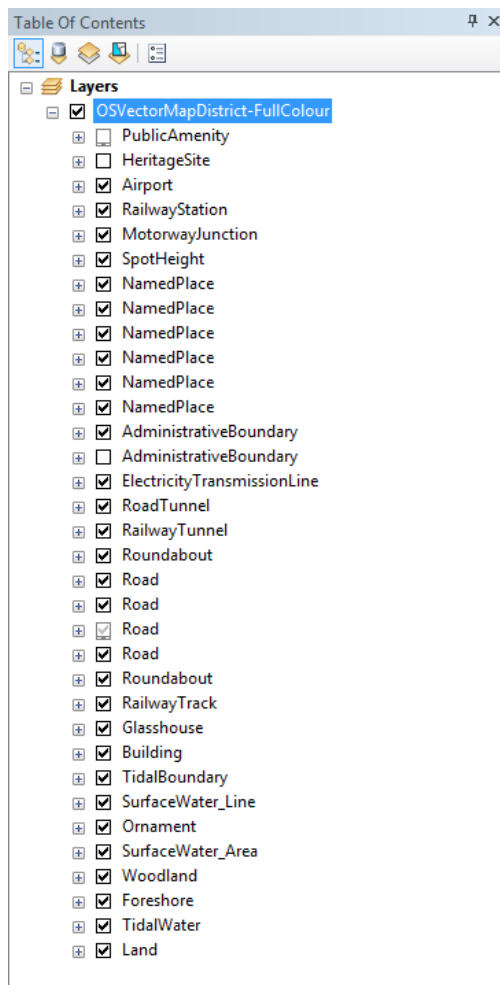 Table Of Contents
Layers
OSVectorMapDistrict-FullColour
PublicAmenity
HeritageSite
Airport
RailwayStation
MotorwayJunction
SpotHeight
NamedPlace
NamedPlace
NamedPlace
NamedPlace
NamedPlace
NamedPlace
AdministrativeBoundary
AdministrativeBoundary
ElectricityTransmissionLine
RoadTunnel
RailwayTunnel
Roundabout
Road
Road
Road
Road
Roundabout
RailwayTrack
Glasshouse
Building
TidalBoundary
SurfaceWater_Line
Ornament
SurfaceWater_Area
Woodland
Foreshore
TidalWater
Land